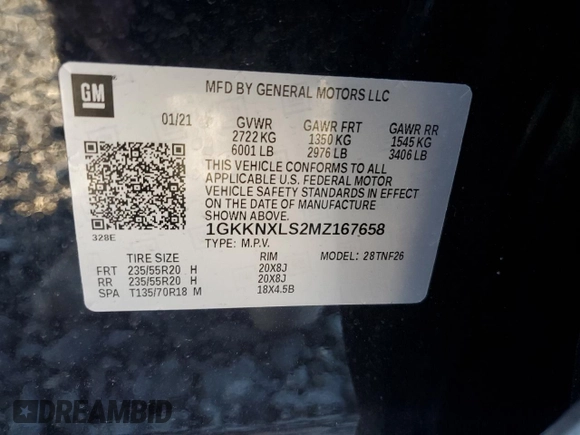 GM
MFD BY GENERAL MOTORS LLC
01/21 GVWR GAWR FRT GAWR RR
2722 KG 1350 KG 1545 KG
6001 LB 2976 LB 3406 LB
THIS VEHICLE CONFORMS TO ALL
APPLICABLE U.S. FEDERAL MOTOR
VEHICLE SAFETY STANDARDS IN EFFECT
ON THE DATE OF MANUFACTURE
SHOWN ABOVE.
328E
1GKKNXLS2MZ167658
TYPE: M.P.V. MODEL: 28TNF26
TIRE SIZE RIM
FRT 235/55R20 H 20X8J
RR 235/55R20 H 20X8J
SPA T135/70R18 M 18X4.5B
DREAMBID